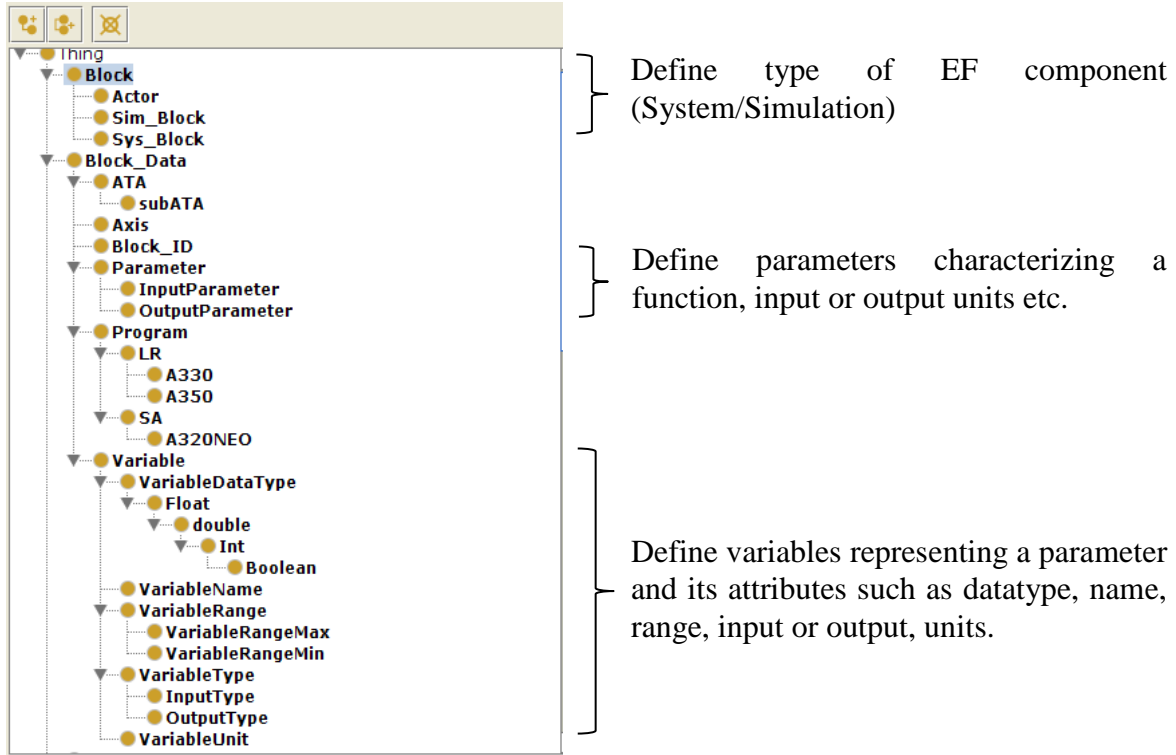 Thing
Block
Actor
Sim_Block
Sys_Block
Block_Data
ATA
subATA
Axis
Block_ID
Parameter
InputParameter
OutputParameter
Program
LR
A330
A350
SA
A320NEO
Variable
VariableDataType
Float
double
Int
Boolean
VariableName
VariableRange
VariableRangeMax
VariableRangeMin
VariableType
InputType
OutputType
VariableUnit
Define type of EF component
(System/Simulation)
Define parameters characterizing a
function, input or output units etc.
Define variables representing a parameter
and its attributes such as datatype, name,
range, input or output, units.